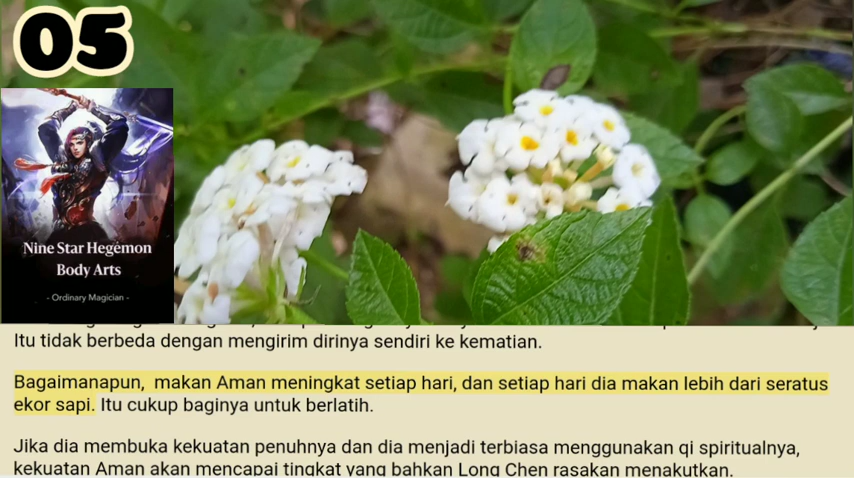 05
Nine Star Hegemon
Body Arts
- Ordinary Magician -
Itu tidak berbeda dengan mengirim dirinya sendiri ke kematian.
Bagaimanapun, makan Aman meningkat setiap hari, dan setiap hari dia makan lebih dari seratus
ekor sapi. Itu cukup baginya untuk berlatih.
Jika dia membuka kekuatan penuhnya dan dia menjadi terbiasa menggunakan qi spiritualnya,
kekuatan Aman akan mencapai tingkat yang bahkan Long Chen rasakan menakutkan.